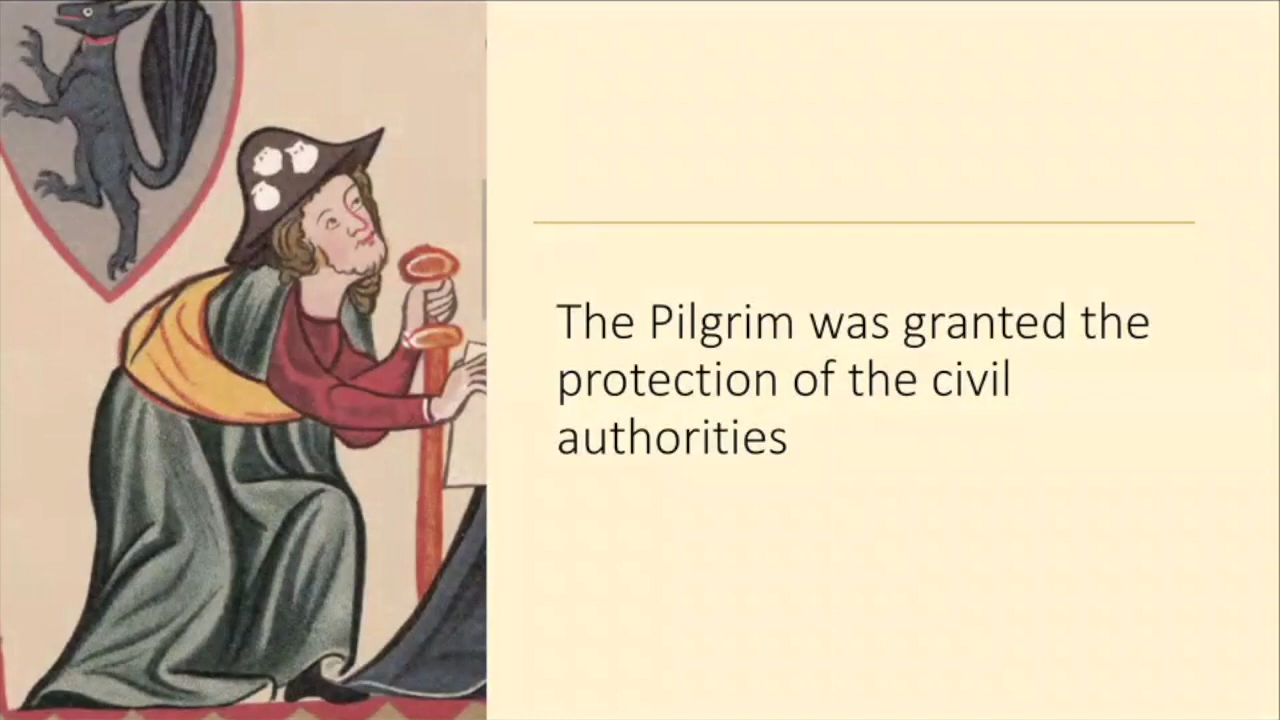 The Pilgrim was granted the
protection of the civil
authorities